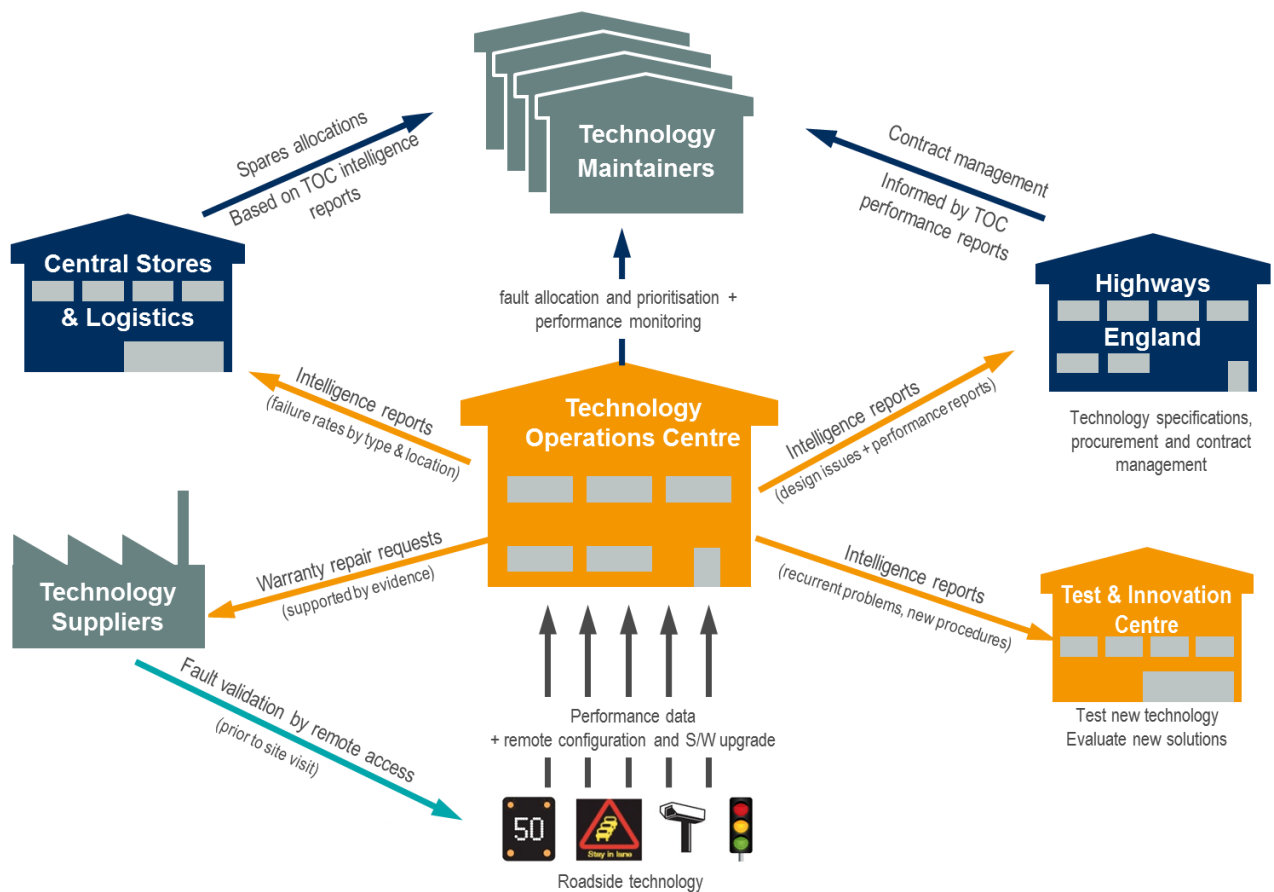 Technology
Maintainers
Spares allocations
Based on TOC intelligence
reports
Contract management
Informed by TOC
performance reports
Central Stores
& Logistics
fault allocation and prioritisation +
performance monitoring
Highways
England
Technology specifications,
procurement and contract
management
Intelligence reports
(failure rates by type & location)
Technology
Operations Centre
Intelligence reports
(design issues + performance reports)
Technology
Suppliers
Warranty repair requests
(supported by evidence)
Intelligence reports
(recurrent problems, new procedures)
Test & Innovation
Centre
Test new technology
Evaluate new solutions
Fault validation by remote access
(prior to site visit)
Performance data
+ remote configuration and S/W upgrade
50
Stay in lane
Roadside technology